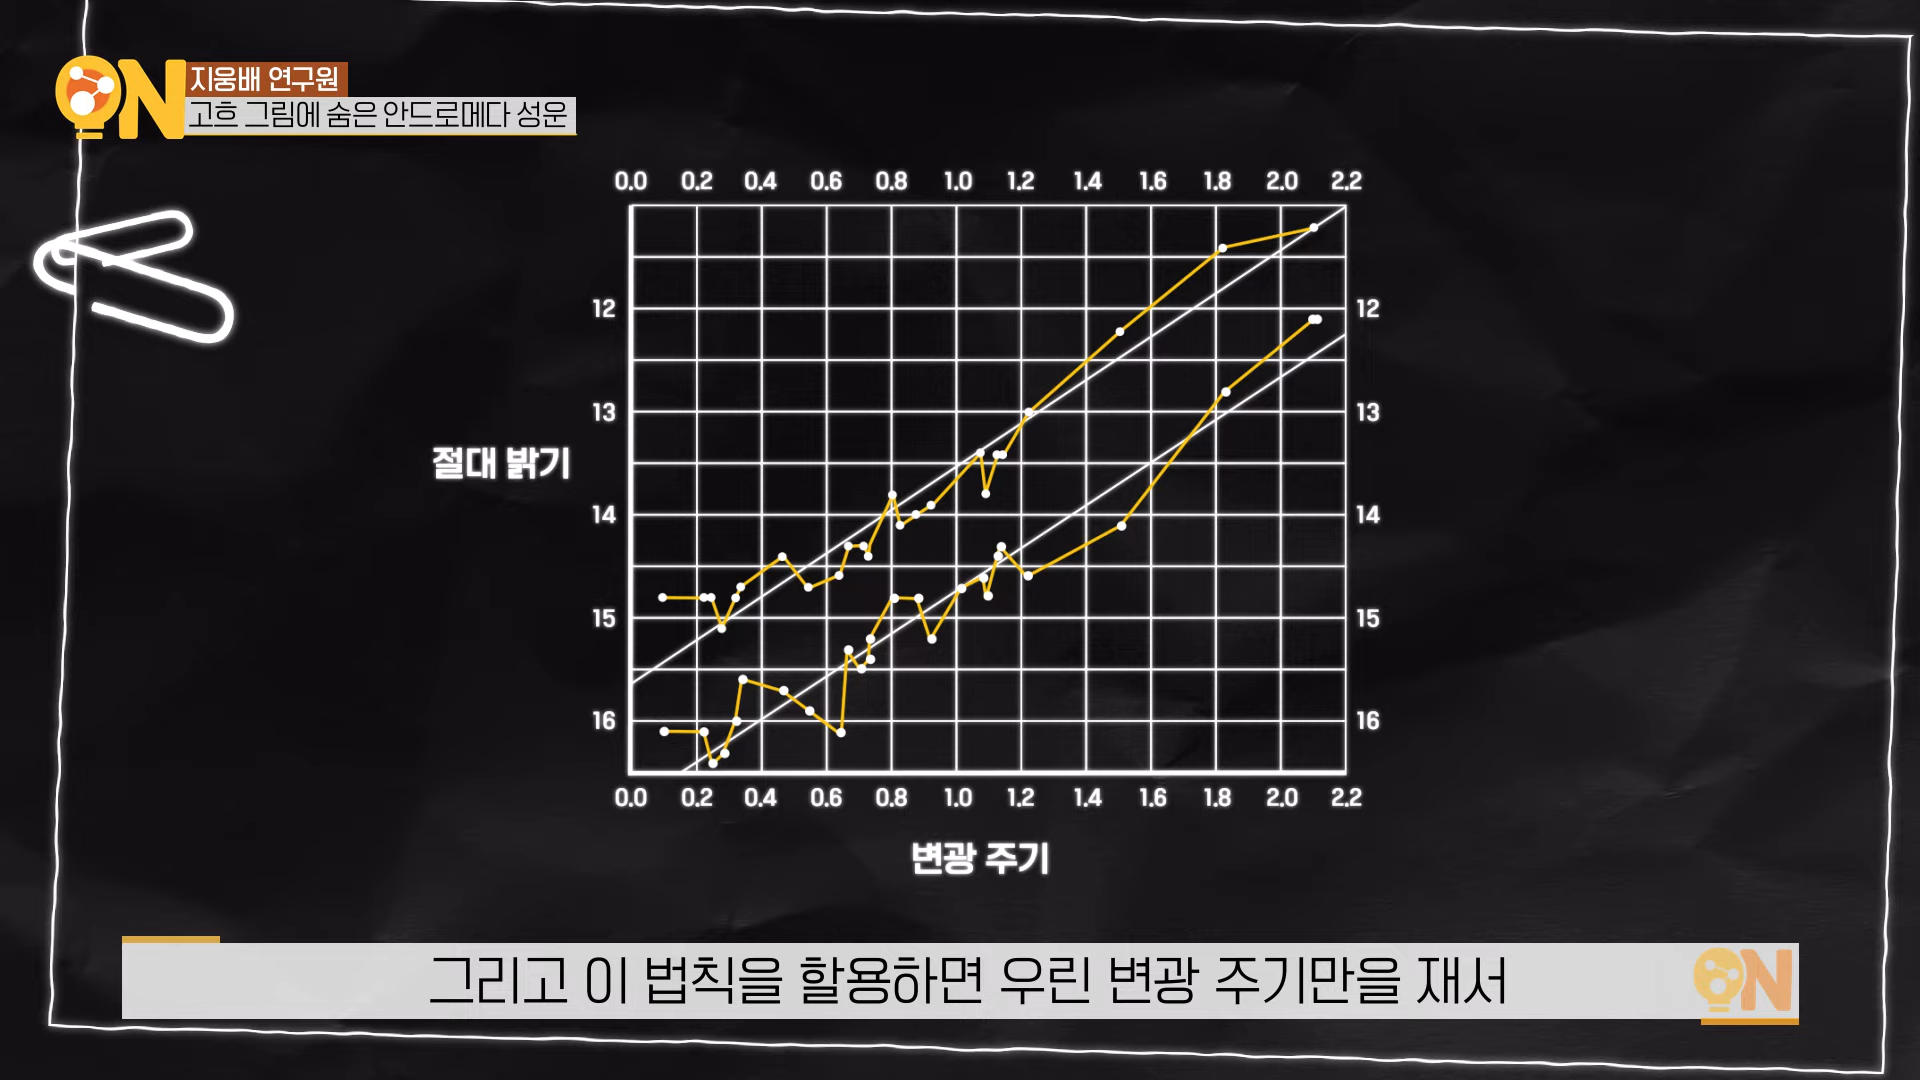 ON
지웅배 연구원
고흐 그림에 숨은 안드로메다 성운
0.0 0.2 0.4 0.6 0.8 1.0 1.2 1.4 1.6 1.8 2.0 2.2
12 12
13 13
절대 밝기
14 14
15 15
16 16
0.0 0.2 0.4 0.6 0.8 1.0 1.2 1.4 1.6 1.8 2.0 2.2
변광 주기
그리고 이 법칙을 할용하면 우린 변광 주기만을 재서
ON